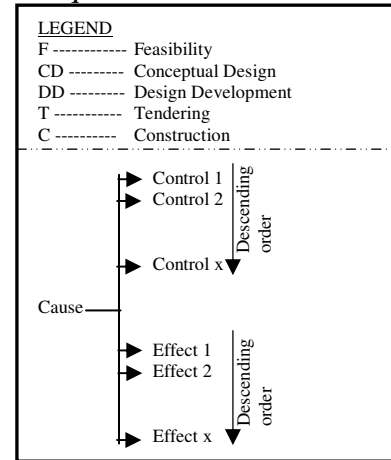 LEGEND
F ------------ Feasibility
CD --------- Conceptual Design
DD --------- Design Development
T ---------- Tendering
C ---------- Construction
Control 1
Control 2
Descending
order
Control x
Cause
Effect 1
Effect 2
Descending
order
Effect x